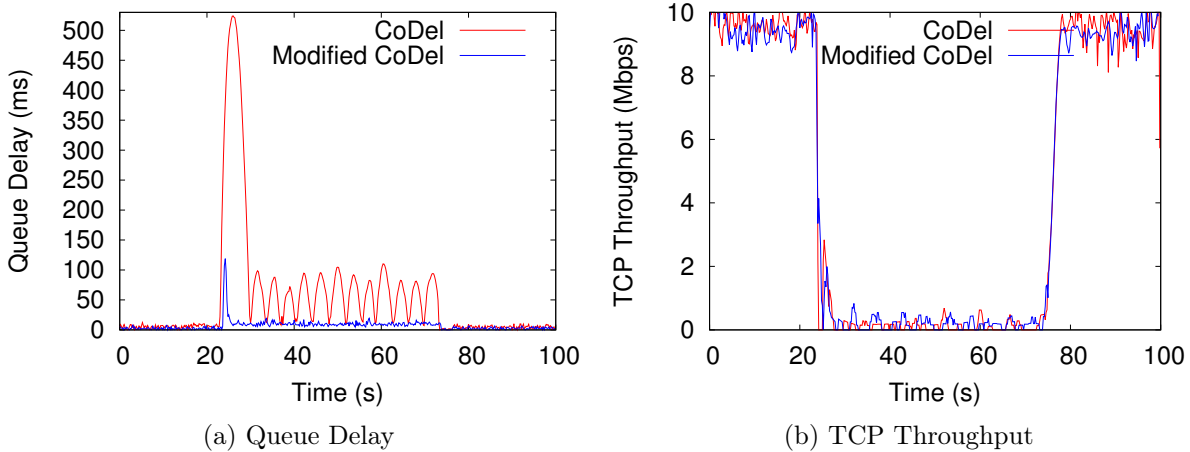 500
450
400
350
300
250
200
150
100
50
0
Queue Delay (ms)
CoDel
Modified CoDel
0 20 40 60 80 100
Time (s)
(a) Queue Delay
10
8
6
4
2
0
TCP Throughput (Mbps)
CoDel
Modified CoDel
0 20 40 60 80 100
Time (s)
(b) TCP Throughput